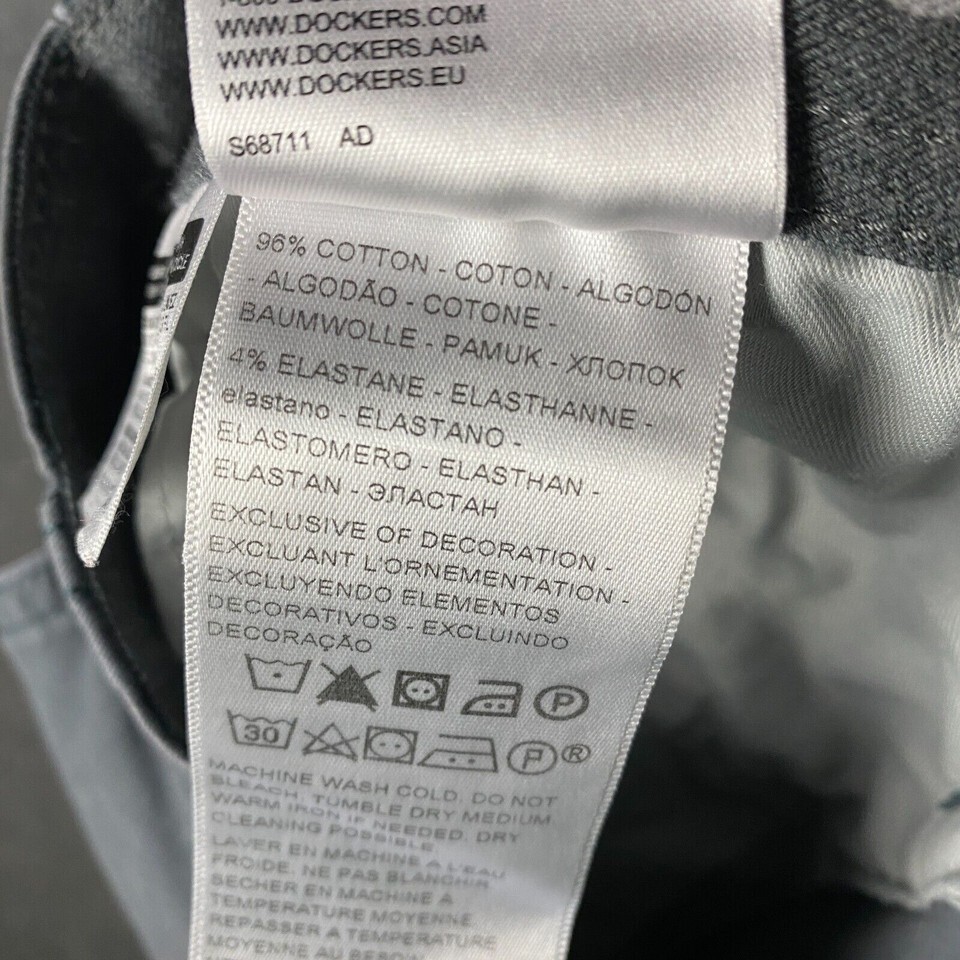 WWW.DOCKERS.COM
WWW.DOCKERS.ASIA
WWW.DOCKERS.EU
S68711 AD
96% COTTON - COTON - ALGODÓN
- ALGODÃO - COTONE -
BAUMWOLLE - PAMUK - ХЛОПОК
4% ELASTANE - ELASTHANNE -
elastano - ELASTANO -
ELASTOMERO - ELASTHAN -
ELASTAN - ЭЛАСТАН
EXCLUSIVE OF DECORATION -
EXCLUANT L'ORNEMENTATION -
EXCLUYENDO ELEMENTOS
DECORATIVOS - EXCLUINDO
DECORAÇÃO
P
30 P ®
MACHINE WASH COLD. DO NOT
BLEACH. TUMBLE DRY MEDIUM.
WARM IRON IF NEEDED. DRY
CLEANING POSSIBLE.
LAVER EN MACHINE A L'EAU
FROIDE. NE PAS BLANCHIR.
SECHER EN MACHINE A
TEMPERATURE MOYENNE.
REPASSER A TEMPERATURE
MOYENNE AU BESOIN.